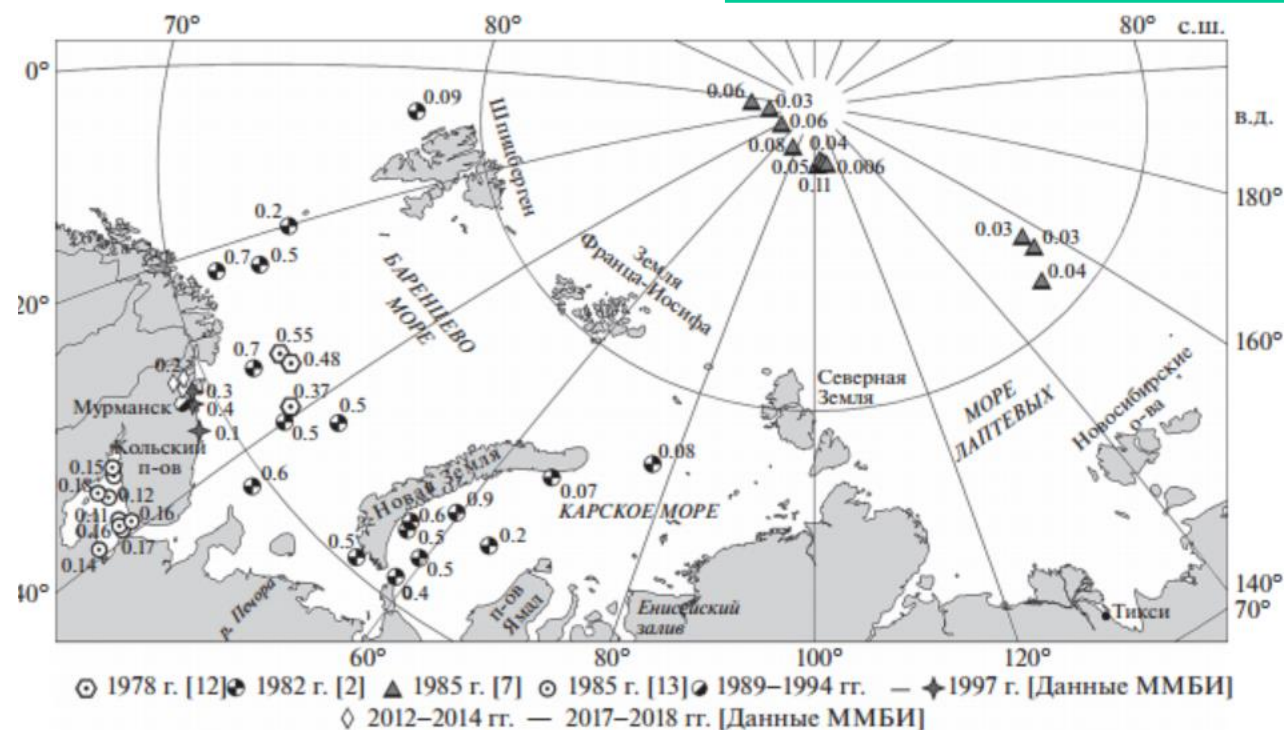 70°
80°
80° с.ш.
0°
в.д.
0.06
0.03
0.06
0.09
Шпицберген
0.08
0.04
0.05
0.006
0.11
180°
0.2
0.7
0.5
0.03
0.03
0.04
Земля
Франца-Иосифа
БАРЕНЦЕВО
МОРЕ
20°
0.55
0.48
0.7
0.2
0.3
0.4
0.37
0.5
0.5
0.1
Мурманск
Кольский
п-ов
160°
Северная
Земля
МОРЕ
ЛАПТЕВЫХ
Новосибирские
о-ва
0.15
0.12
0.11
0.16
0.16
0.17
0.14
0.6
Новая Земля
0.08
0.07
КАРСКОЕ МОРЕ
0.9
0.6
0.5
0.2
0.5
0.5
0.4
р. Печора
п-ов
Ямал
Енисейский
залив
Тикси
40°
140°
70°
60°
80°
100°
120°
1978 г. [12] 1982 г. [2] 1985 г. [7] 1985 г. [13] 1989–1994 гг. — 1997 г. [Данные ММБИ]
2012–2014 гг. — 2017–2018 гг. [Данные ММБИ]